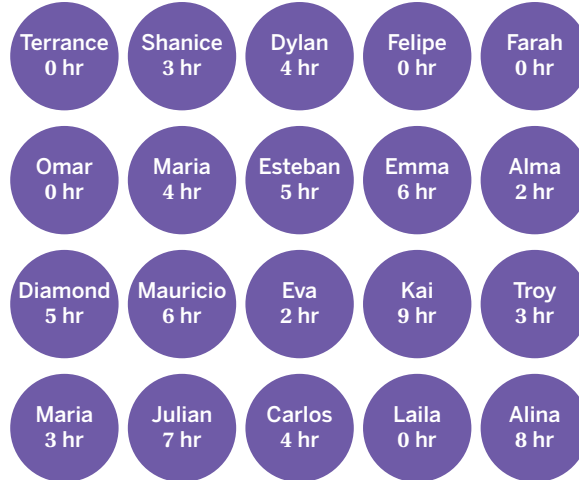 Terrance Shanice Dylan Felipe Farah
0 hr 3 hr 4 hr 0 hr 0 hr
Omar Maria Esteban Emma Alma
0 hr 4 hr 5 hr 6 hr 2 hr
Diamond Mauricio Eva Kai Troy
5 hr 6 hr 2 hr 9 hr 3 hr
Maria Julian Carlos Laila Alina
3 hr 7 hr 4 hr 0 hr 8 hr